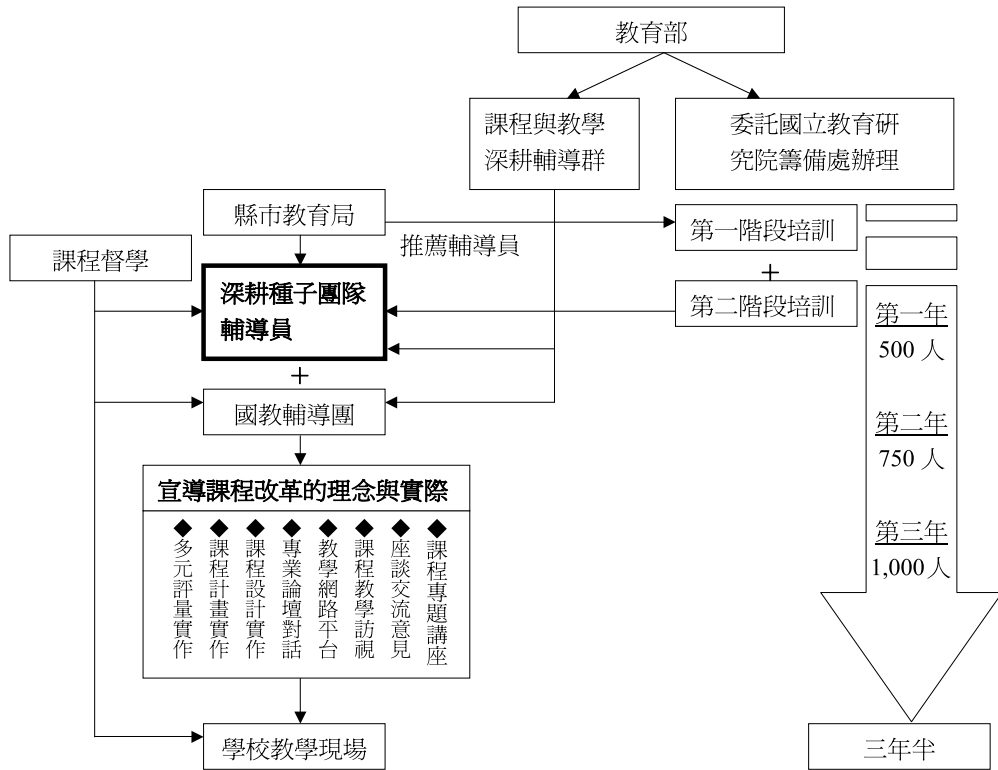 教育部
課程與教學
深耕輔導群
委託國立教育研
究院籌備處辦理
縣市教育局
推薦輔導員
第一階段培訓
課程督學
+
深耕種子團隊
輔導員
第二階段培訓
第一年
500 人
+
國教輔導團
第二年
750 人
宣導課程改革的理念與實際
◆課程專題講座
◆座談交流意見
◆課程教學訪視
◆教學網路平台
◆專業論壇對話
◆課程設計實作
◆課程計畫實作
◆多元評量實作
第三年
1,000 人
學校教學現場
三年半